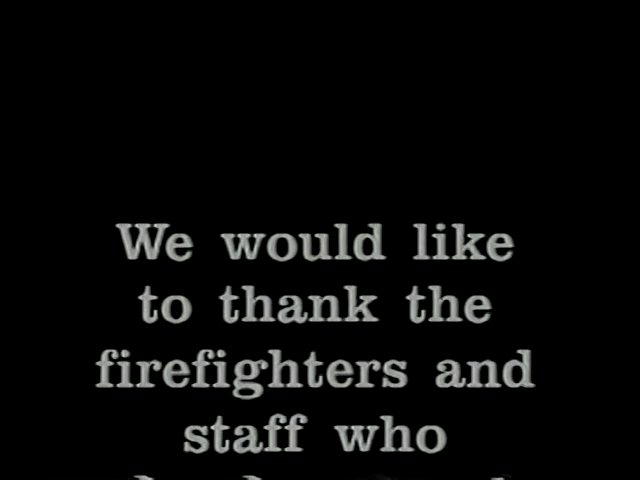 We would like
to thank the
firefighters and
staff who